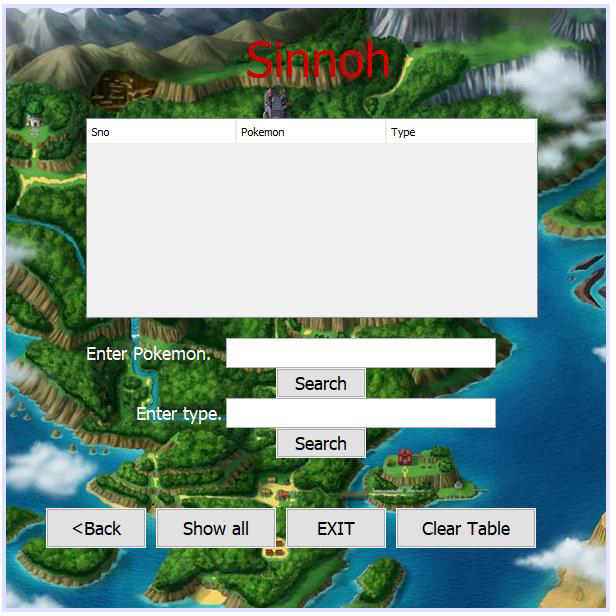 Sinnoh
Sno Pokemon Type
Enter Pokemon.
Search
Enter type.
Search
<Back Show all EXIT Clear Table